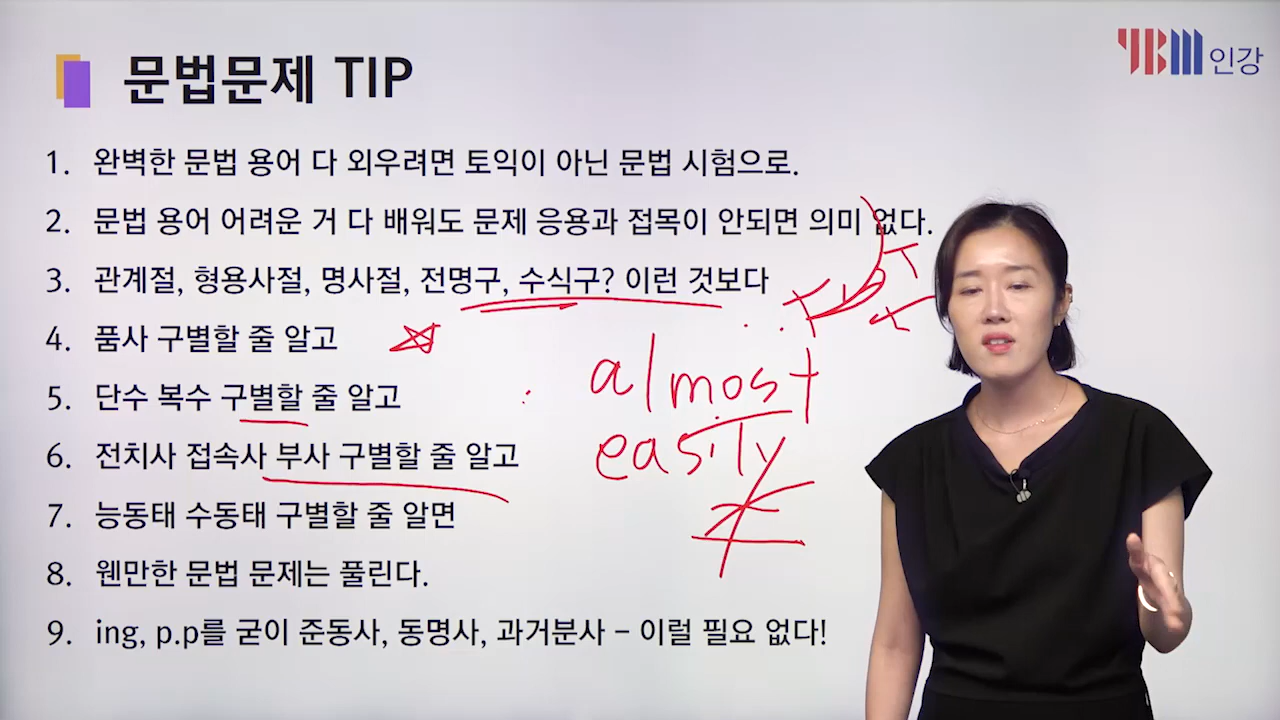 문법문제 TIP
YBM 인강
1. 완벽한 문법 용어 다 외우려면 토익이 아닌 문법 시험으로.
2. 문법 용어 어려운 거 다 배워도 문제 응용과 접목이 안되면 의미 없다.
3. 관계절, 형용사절, 명사절, 전명구, 수식구? 이런 것보다
4. 품사 구별할 줄 알고
5. 단수 복수 구별할 줄 알고
6. 전치사 접속사 부사 구별할 줄 알고
7. 능동태 수동태 구별할 줄 알면
8. 웬만한 문법 문제는 풀린다.
9. ing, p.p를 굳이 준동사, 동명사, 과거분사 – 이럴 필요 없다!
almost
easily